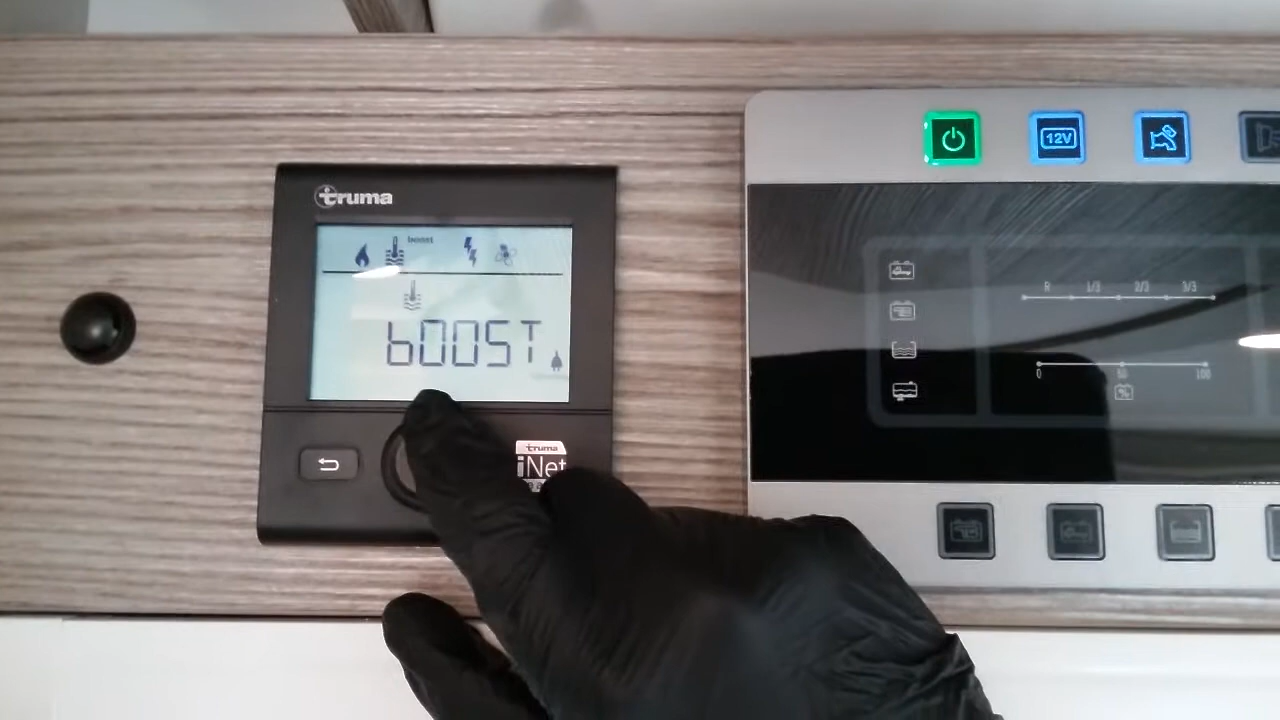 truma
boost
bOOST
truma
iNet
12V
R 1/3 2/3 3/3
0 50 100
%